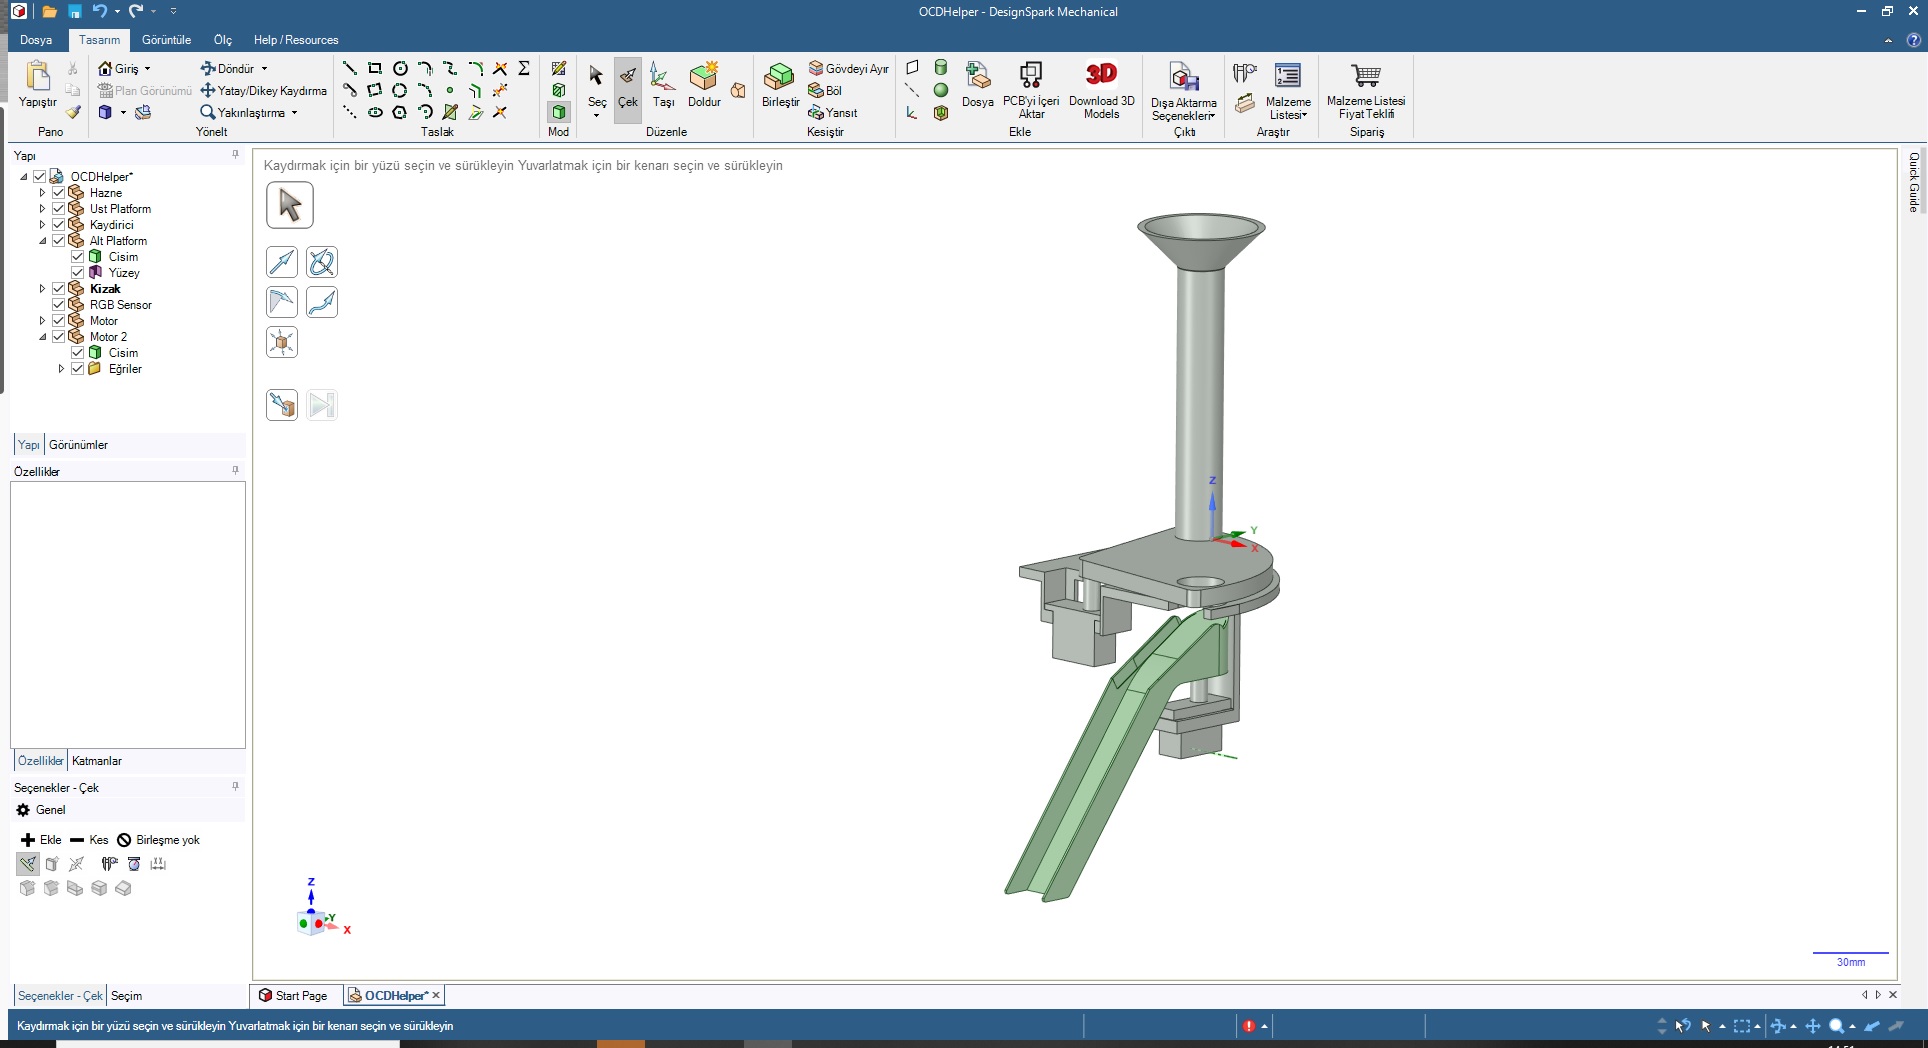 OCDHelper - DesignSpark Mechanical
Dosya Tasarım Görüntüle Ölç Help / Resources
Yapıştır
Pano
Giriş
Plan Görünümü
Döndür
Yatay/Dikey Kaydırma
Yakınlaştırma
Yönelt
Taslak
Mod
Seç Çek Taşı Doldur
Düzenle
Birleştir
Gövdeyi Ayır
Böl
Yansıt
Kesiştir
Dosya
PCB'yi İçeri Aktar
3D
Download 3D Models
Ekle
Dışa Aktarma Seçenekleri
Çıktı
Malzeme Listesi
Araştır
Malzeme Listesi Fiyat Teklifi
Sipariş
Yapı
OCDHelper*
Hazne
Ust Platform
Kaydirici
Alt Platform
Cisim
Yüzey
Kizak
RGB Sensor
Motor
Motor 2
Cisim
Eğriler
Yapı Görünümler
Özellikler
Özellikler Katmanlar
Seçenekler - Çek
Genel
Ekle Kes Birleşme yok
Seçenekler - Çek Seçim
Kaydırmak için bir yüzü seçin ve sürükleyin Yuvarlatmak için bir kenarı seçin ve sürükleyin
Quick Guide
Z
Y
X
Z
Y
X
30mm
Start Page OCDHelper*
Kaydırmak için bir yüzü seçin ve sürükleyin Yuvarlatmak için bir kenarı seçin ve sürükleyin